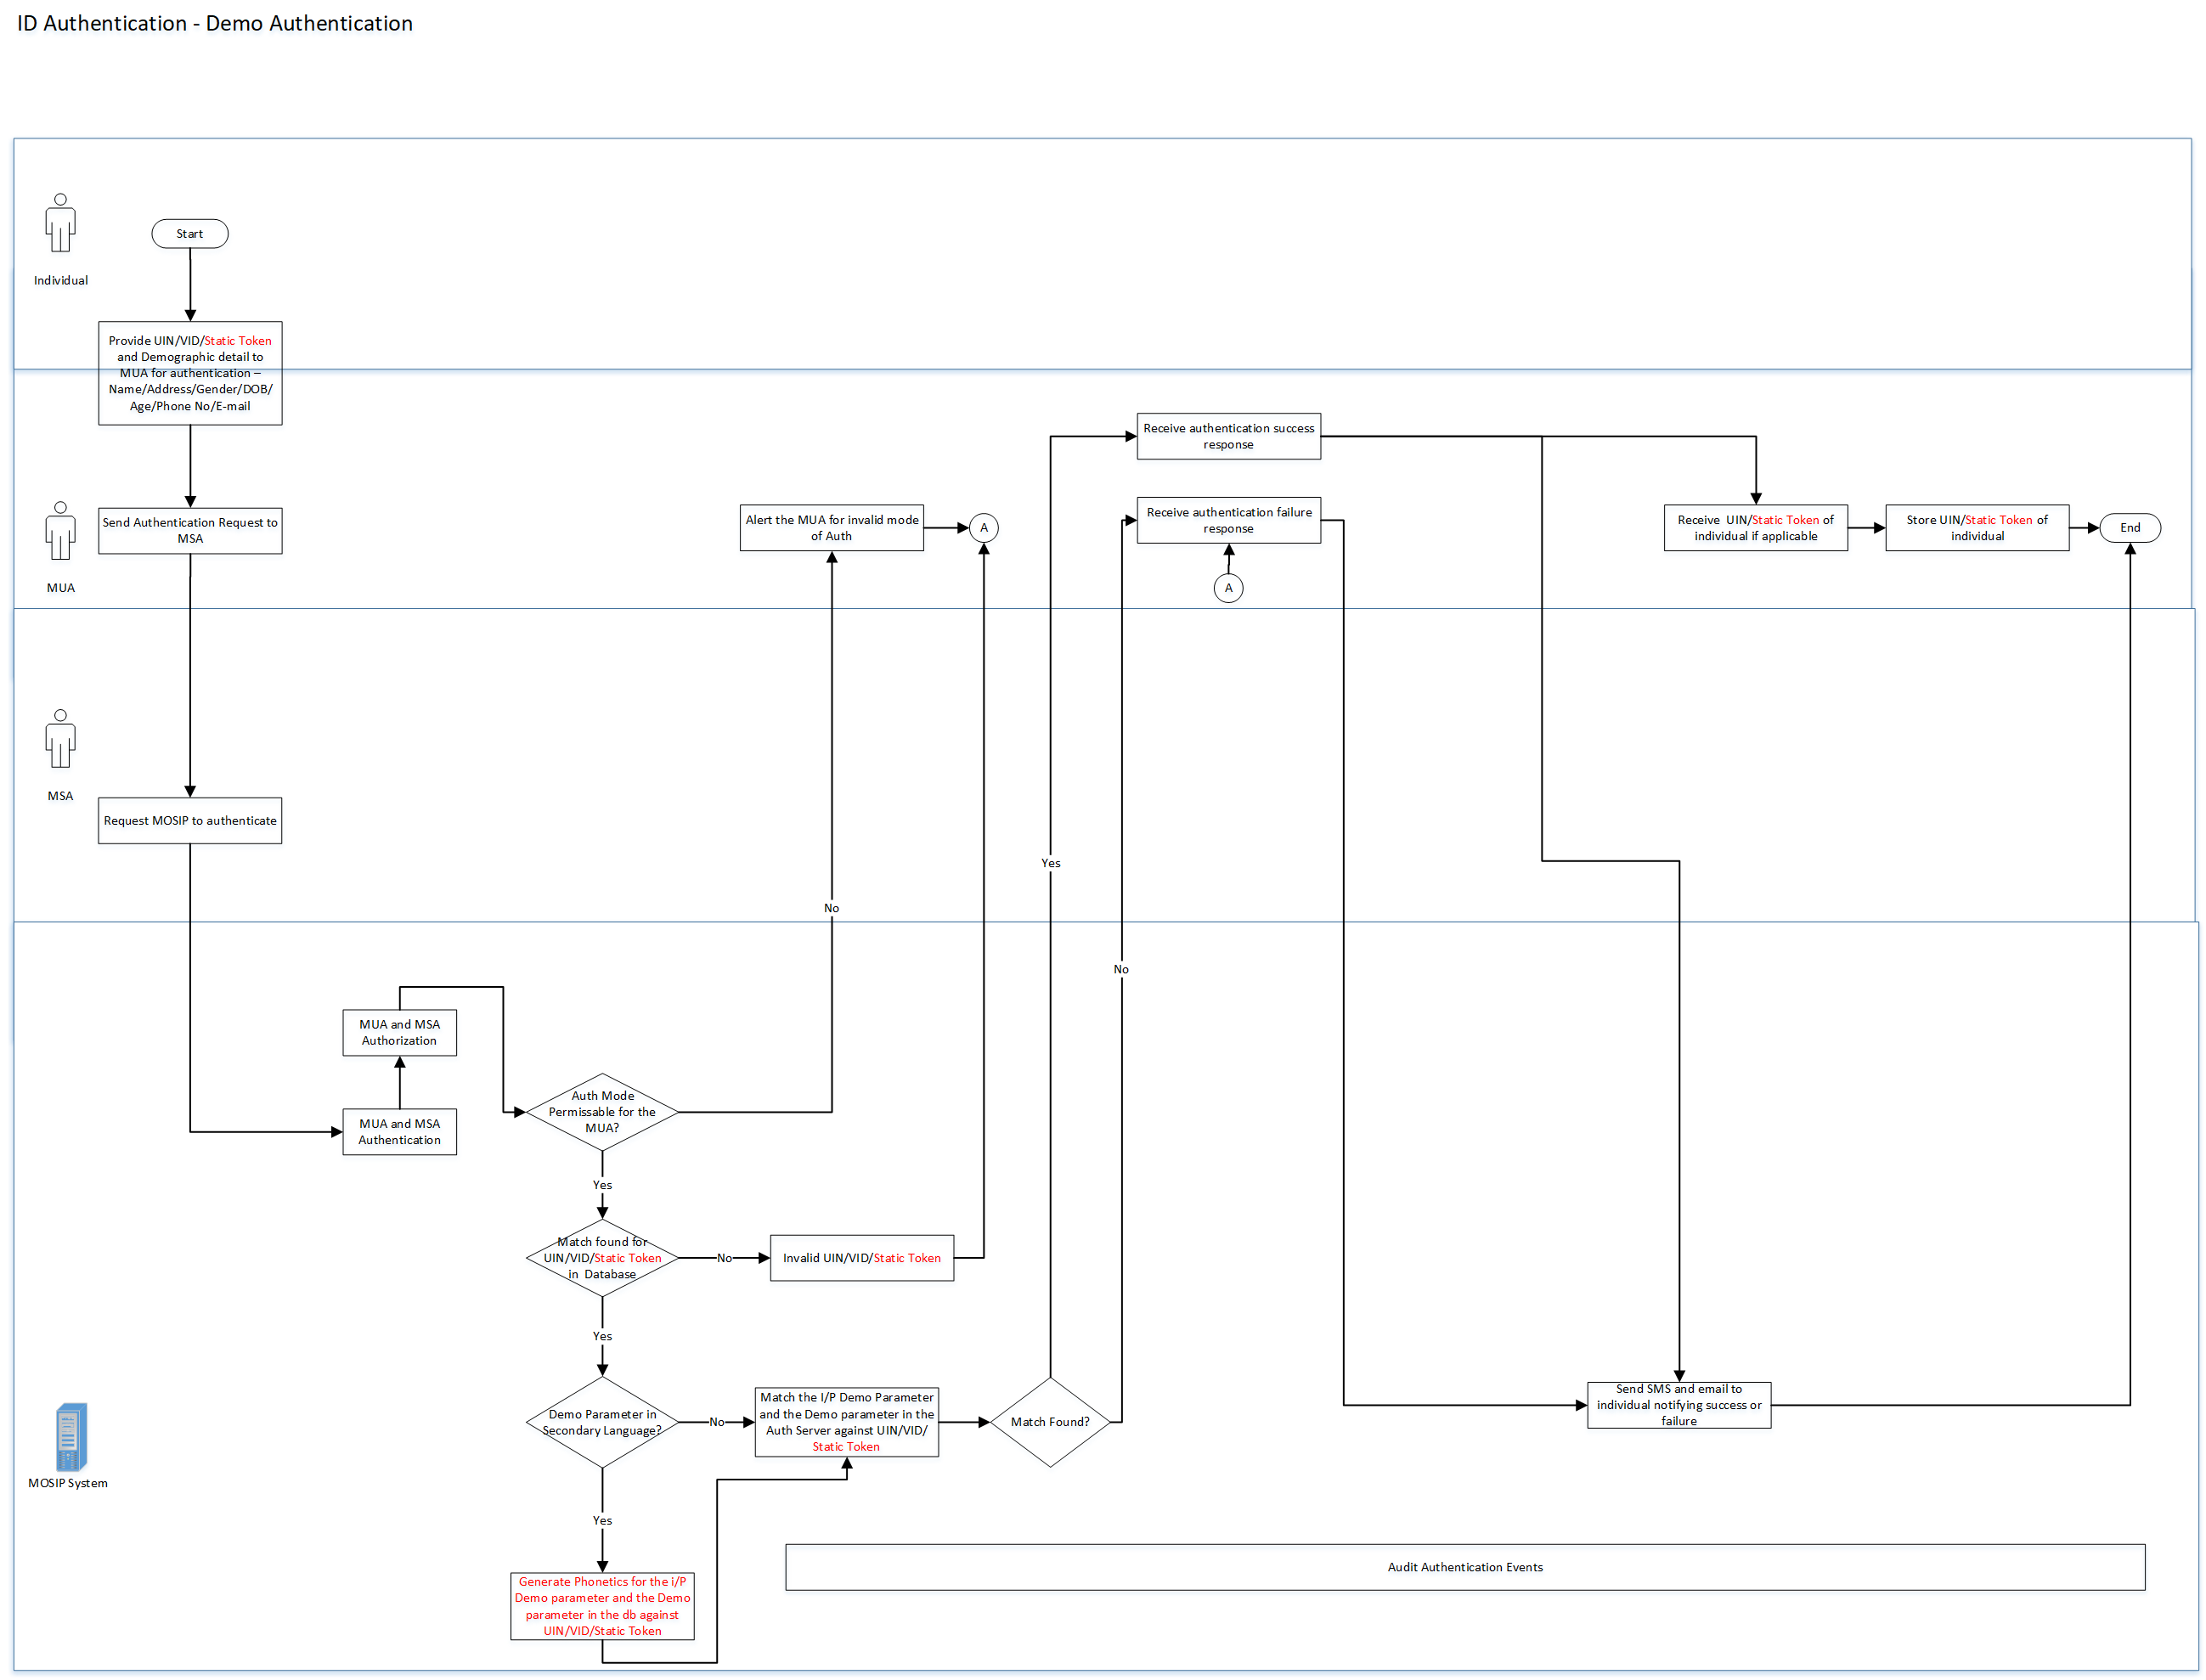 ID Authentication - Demo Authentication
Individual
Start
Provide UIN/VID/Static Token
and Demographic detail to
MUA for authentication –
Name/Address/Gender/DOB/
Age/Phone No/E-mail
MUA
Send Authentication Request to
MSA
Alert the MUA for invalid mode
of Auth
A
Receive authentication success
response
Receive authentication failure
response
A
Receive  UIN/Static Token of
individual if applicable
Store UIN/Static Token of
individual
End
MSA
Request MOSIP to authenticate
Yes
No
No
MOSIP System
MUA and MSA
Authorization
MUA and MSA
Authentication
Auth Mode
Permissable for the
MUA?
Yes
Match found for
UIN/VID/Static Token
in  Database
No
Invalid UIN/VID/Static Token
Yes
Demo Parameter in
Secondary Language?
No
Match the I/P Demo Parameter
and the Demo parameter in the
Auth Server against UIN/VID/
Static Token
Match Found?
Send SMS and email to
individual notifying success or
failure
Yes
Generate Phonetics for the i/P
Demo parameter and the Demo
parameter in the db against
UIN/VID/Static Token
Audit Authentication Events